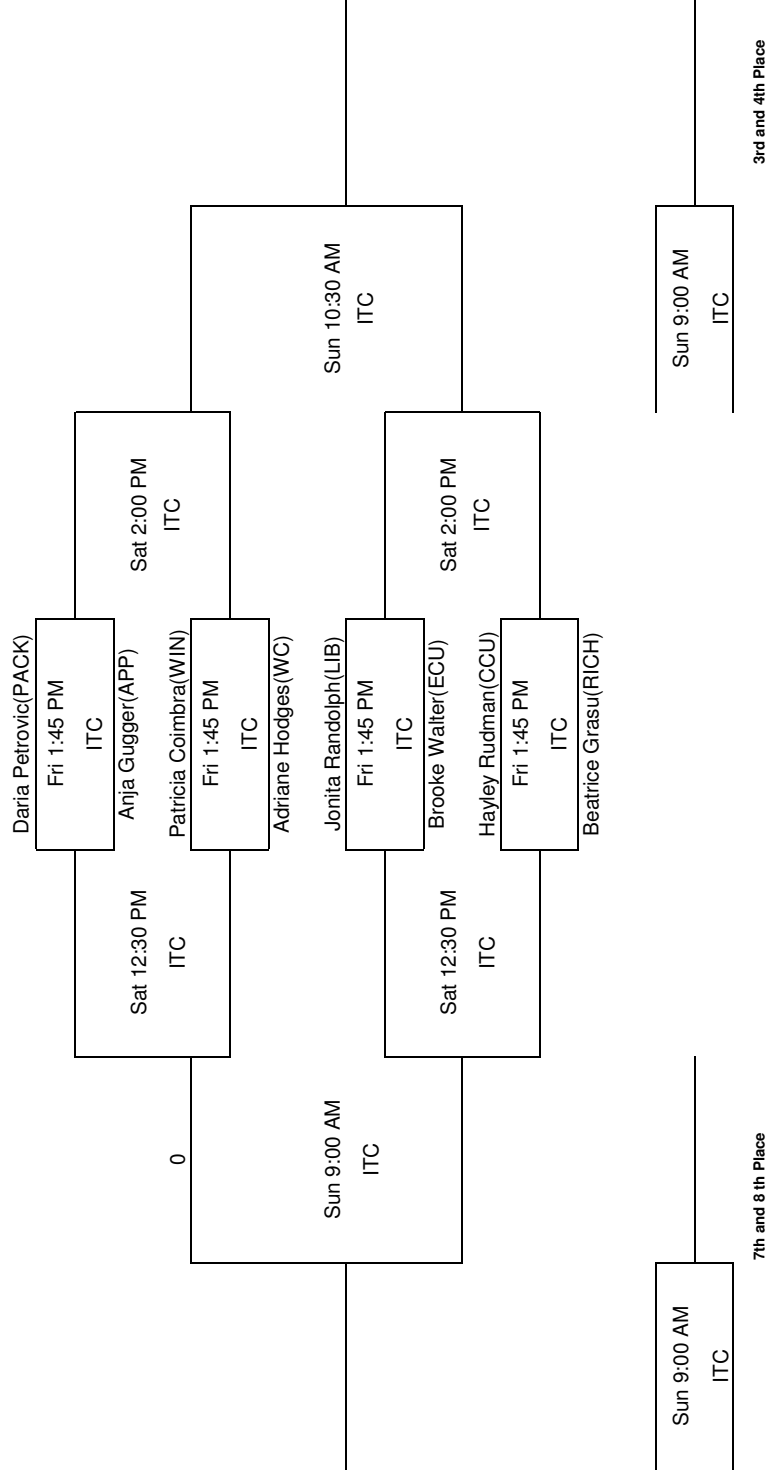 Daria Petrovic(PACK)
Fri 1:45 PM
ITC
Anja Gugger(APP)
Patricia Coimbra(WIN)
Fri 1:45 PM
ITC
Adriane Hodges(WC)
Jonita Randolph(LIB)
Fri 1:45 PM
ITC
Brooke Walter(ECU)
Hayley Rudman(CCU)
Fri 1:45 PM
ITC
Beatrice Grasu(RICH)
Sat 2:00 PM
ITC
Sat 2:00 PM
ITC
Sun 10:30 AM
ITC
Sun 9:00 AM
ITC
3rd and 4th Place
Sat 12:30 PM
ITC
Sat 12:30 PM
ITC
0
Sun 9:00 AM
ITC
Sun 9:00 AM
ITC
7th and 8 th Place